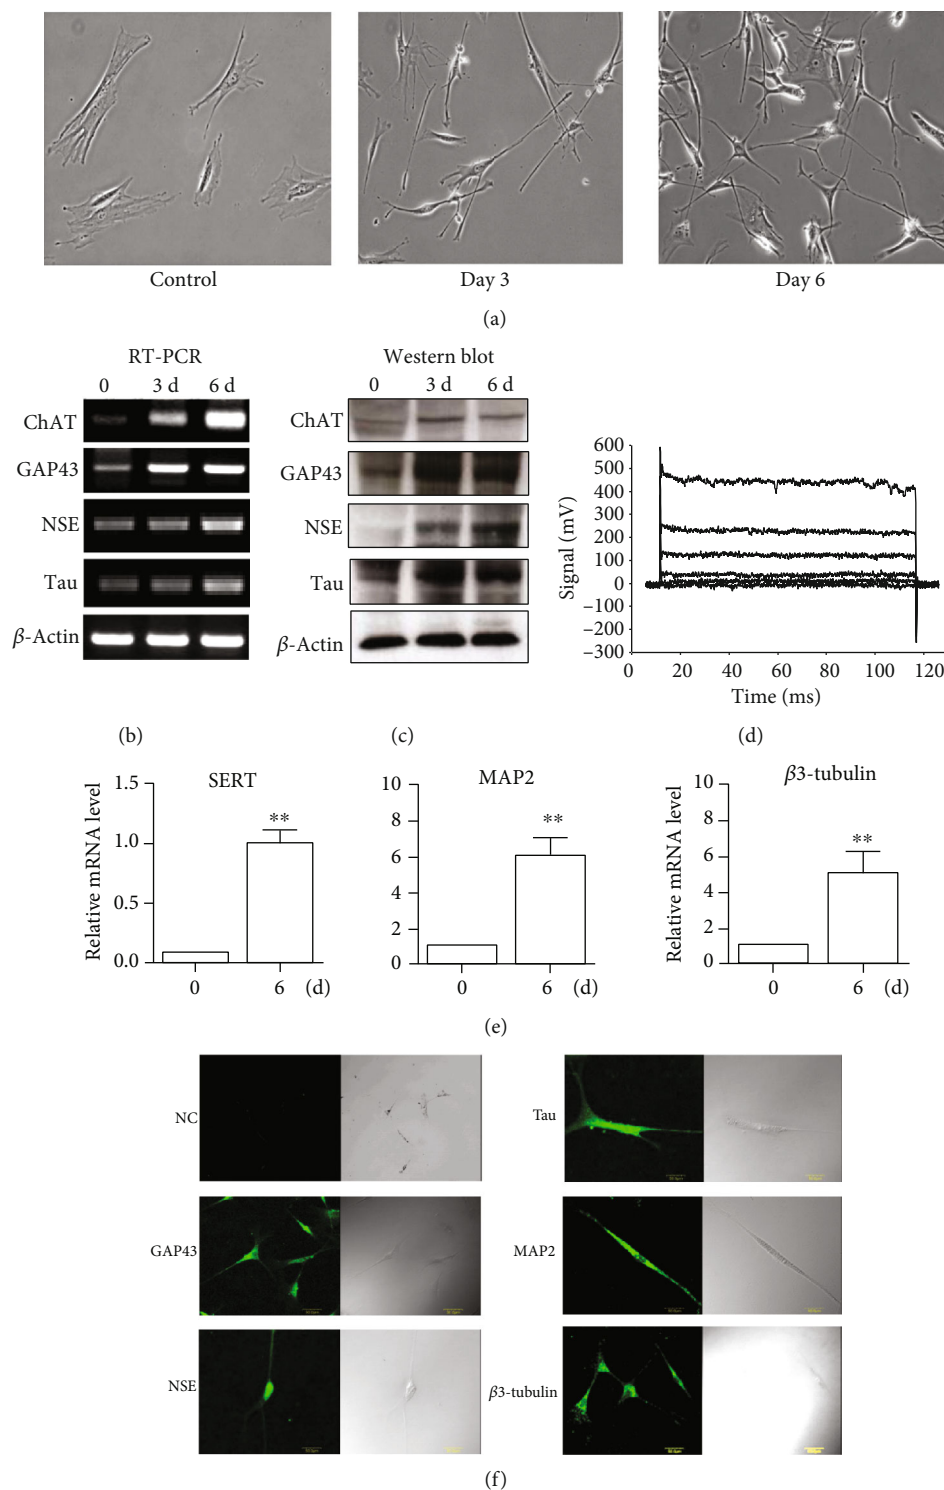 Control
Day 3
Day 6
(a)
RT-PCR
0 3 d 6 d
ChAT
GAP43
NSE
Tau
β-Actin
(b)
Western blot
0 3 d 6 d
ChAT
GAP43
NSE
Tau
β-Actin
(c)
Signal (mV)
600
500
400
300
200
100
0
−100
−200
−300
0 20 40 60 80 100 120
Time (ms)
(d)
SERT
Relative mRNA level
1.5
1.0
0.5
0.0
**
0 6 (d)
MAP2
10
8
6
4
2
0
**
0 6 (d)
β3-tubulin
Relative mRNA level
10
8
6
4
2
0
**
0 6 (d)
(e)
NC
GAP43
NSE
Tau
MAP2
β3-tubulin
(f)